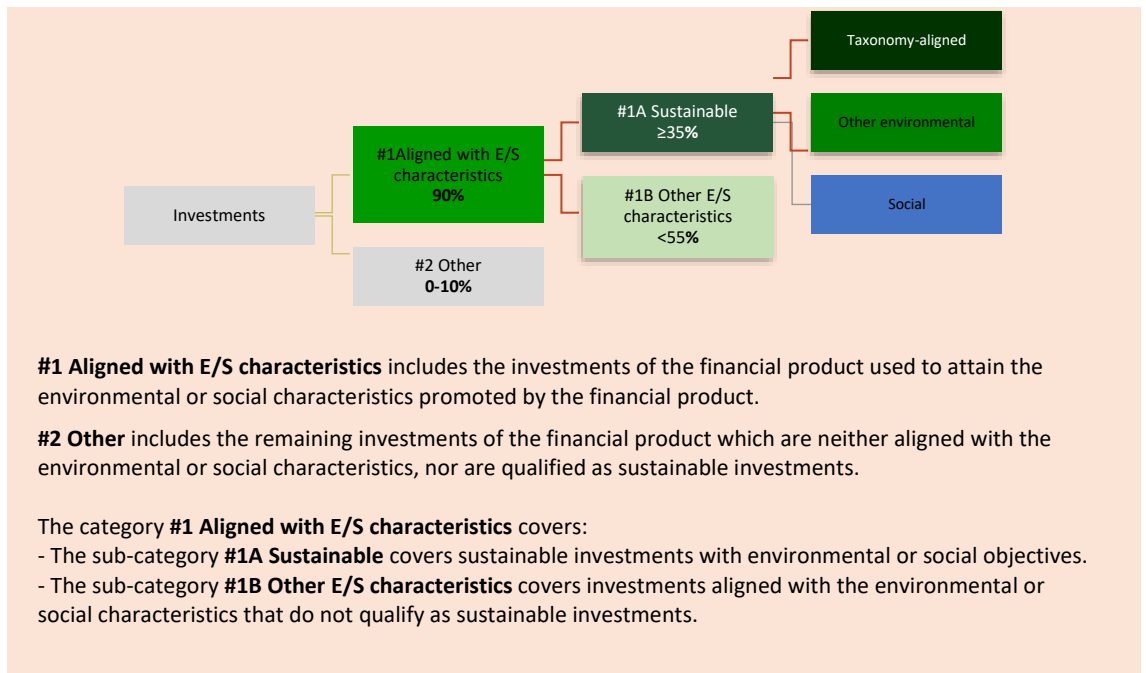 Taxonomy-aligned
#1A Sustainable
≥35%
Other environmental
#1Aligned with E/S
characteristics
90%
#1B Other E/S
characteristics
<55%
Social
Investments
#2 Other
0-10%
#1 Aligned with E/S characteristics includes the investments of the financial product used to attain the
environmental or social characteristics promoted by the financial product.
#2 Other includes the remaining investments of the financial product which are neither aligned with the
environmental or social characteristics, nor are qualified as sustainable investments.
The category #1 Aligned with E/S characteristics covers:
- The sub-category #1A Sustainable covers sustainable investments with environmental or social objectives.
- The sub-category #1B Other E/S characteristics covers investments aligned with the environmental or
social characteristics that do not qualify as sustainable investments.